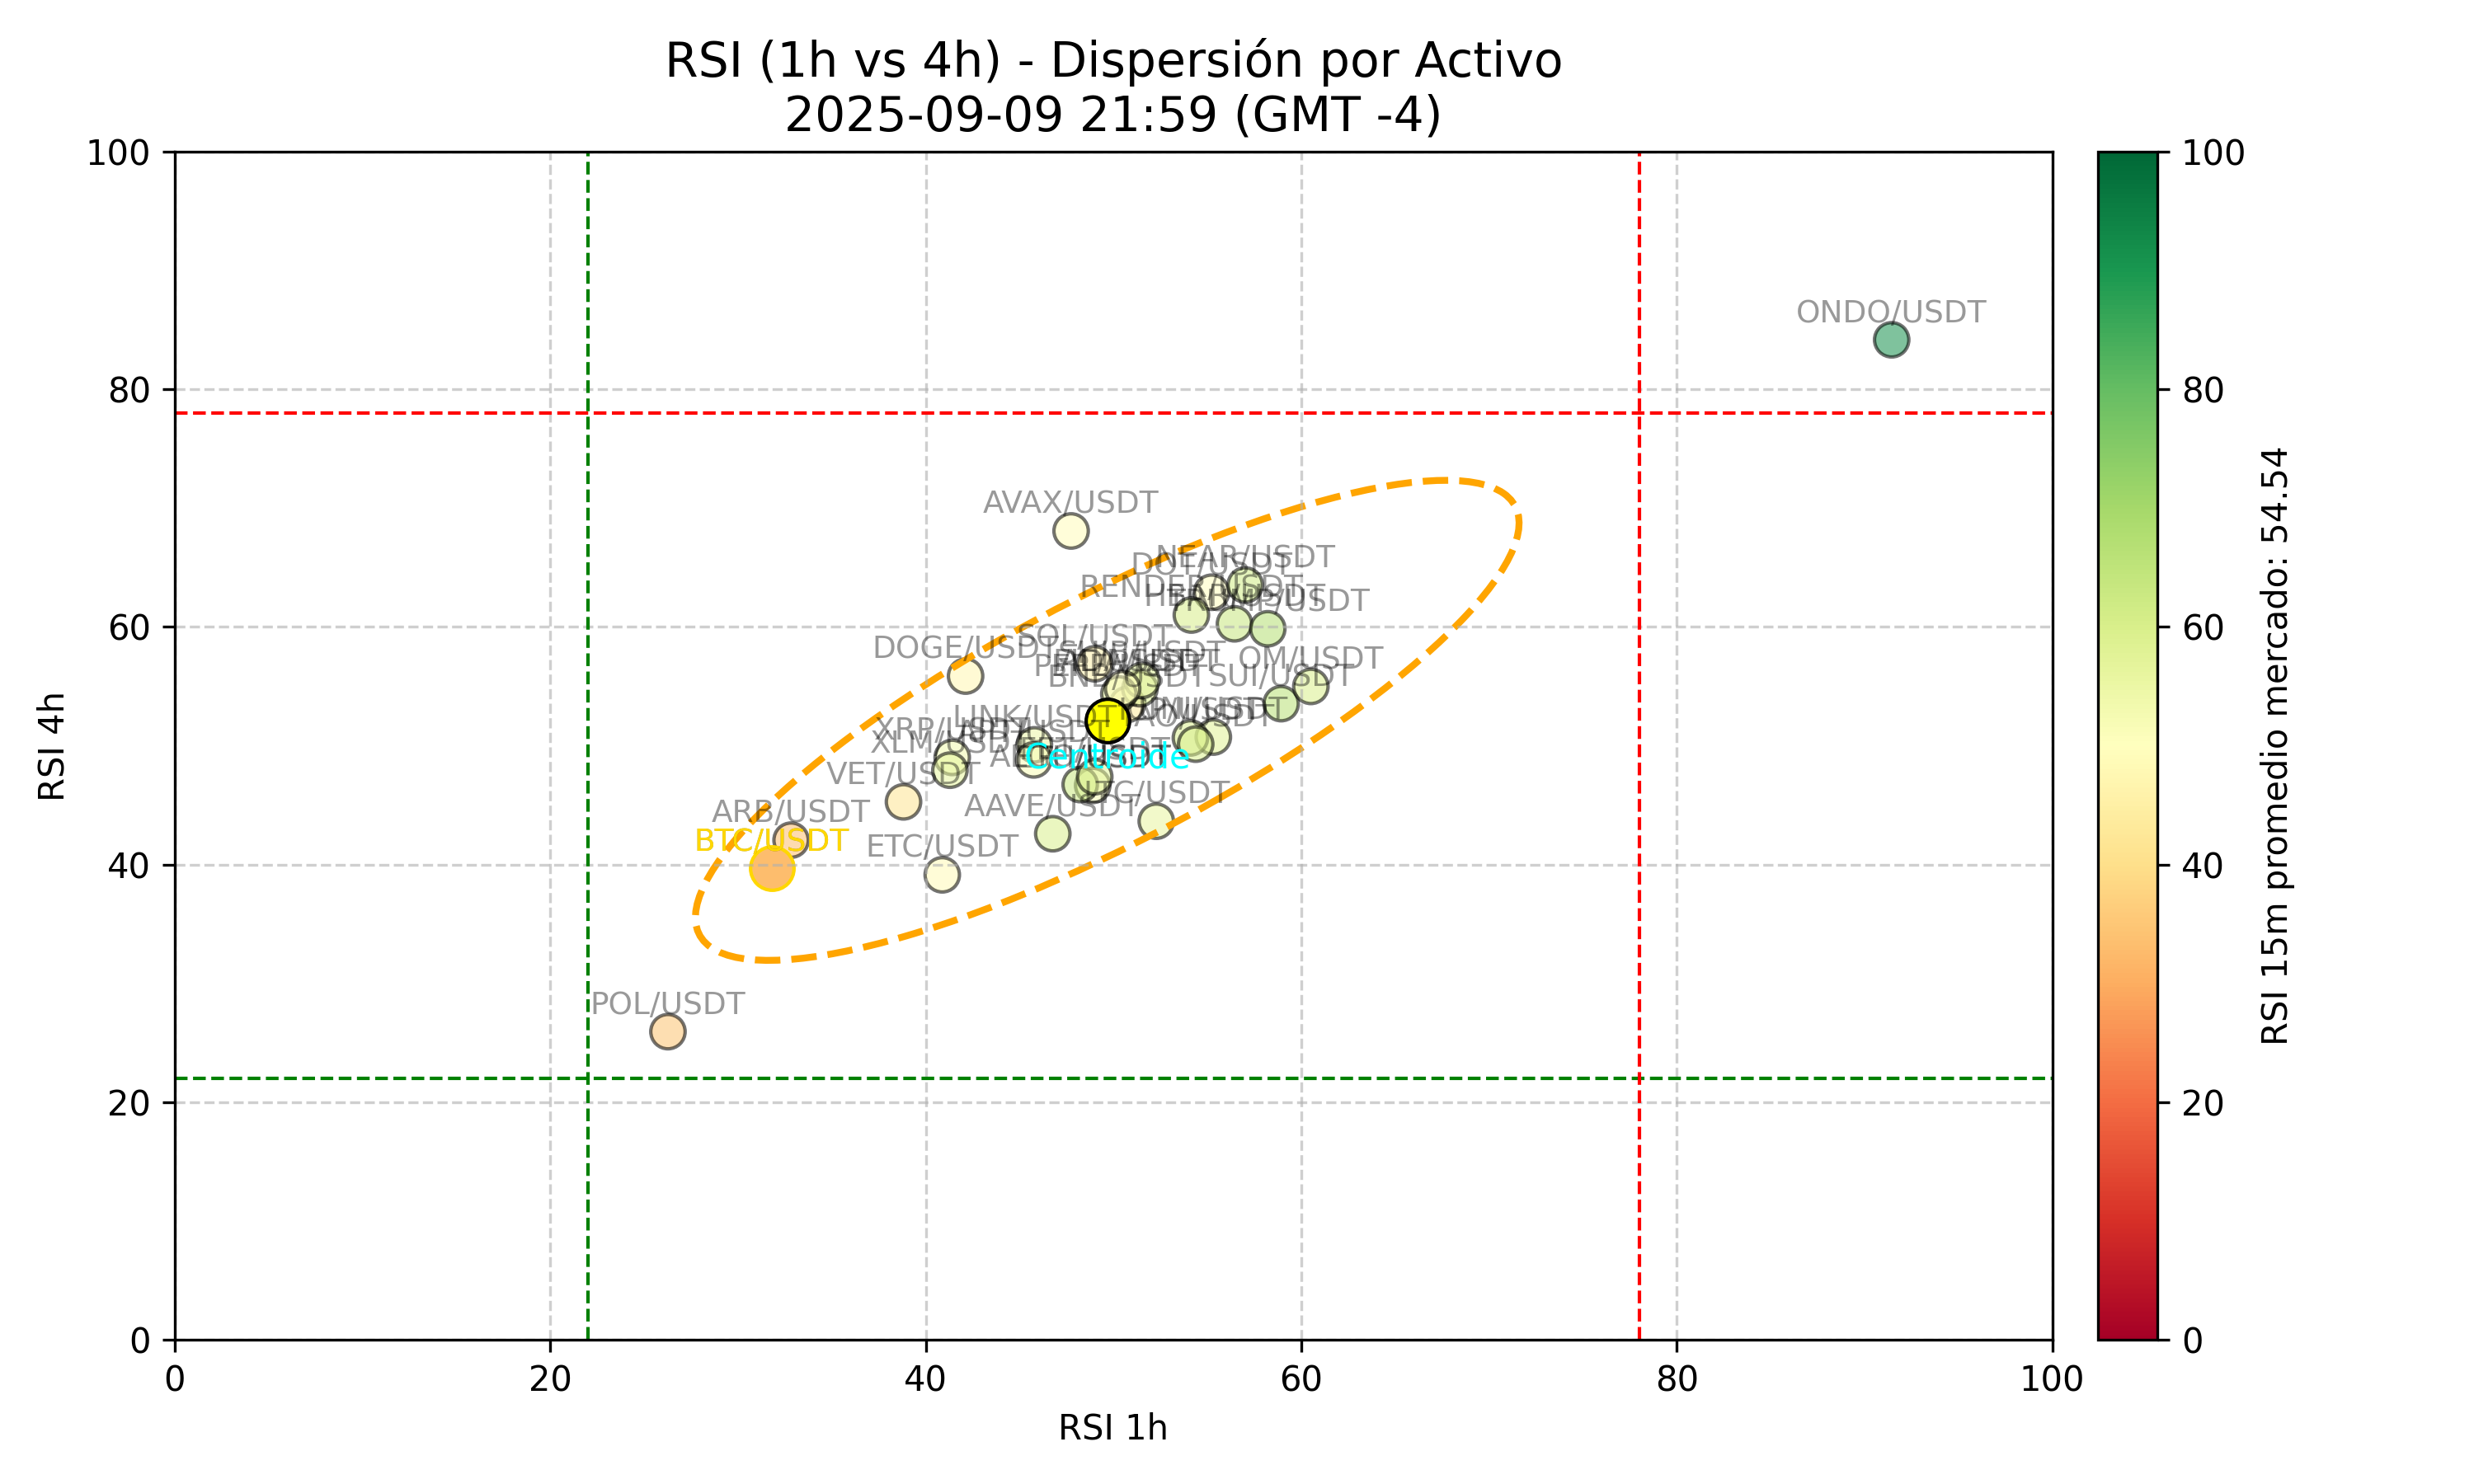 RSI (1h vs 4h) - Dispersión por Activo
2025-09-09 21:59 (GMT -4)
100
80
60
40
20
0
RSI 4h
ONDO/USDT
AVAX/USDT
NEAR/USDT
DOT/USDT
RENDER/USDT
SOL/USDT
DOGE/USDT
OM/USDT
SUI/USDT
LINK/USDT
XRP/USDT
XLM/USDT
Centroide
VET/USDT
LTC/USDT
AAVE/USDT
ARB/USDT
BTC/USDT
ETC/USDT
POL/USDT
0
20
40
60
80
100
RSI 1h
100
80
60
40
20
0
RSI 15m promedio mercado: 54.54